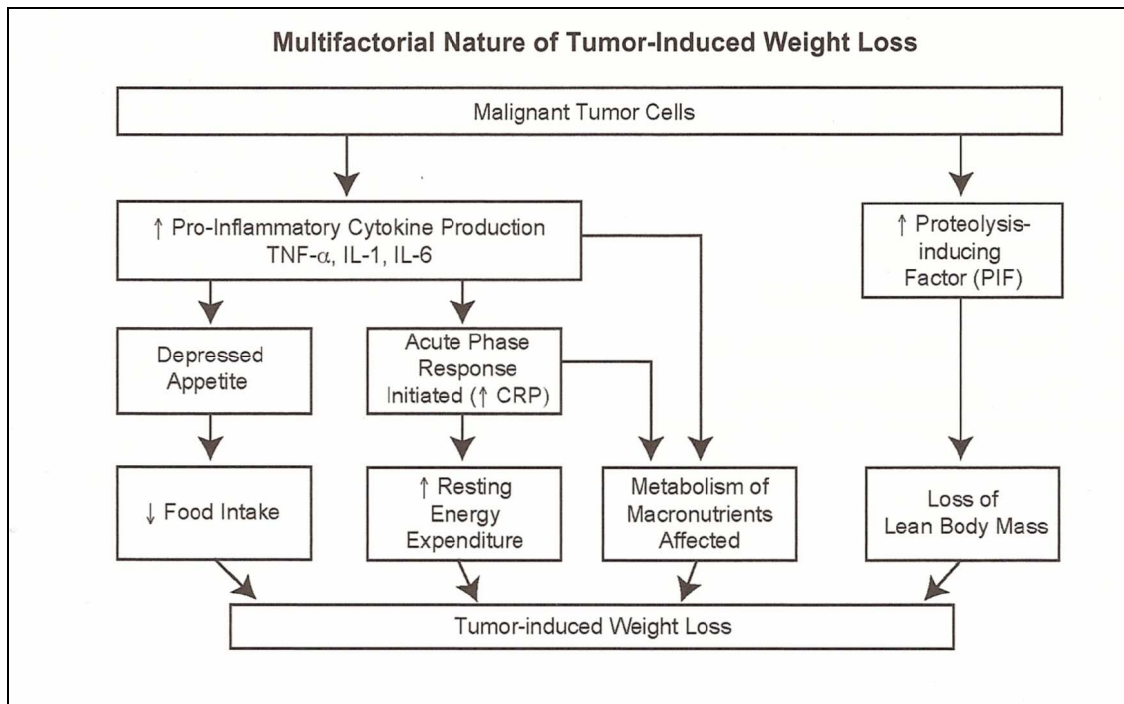 Multifactorial Nature of Tumor-Induced Weight Loss
Malignant Tumor Cells
↑ Pro-Inflammatory Cytokine Production
TNF-α, IL-1, IL-6
↑ Proteolysis-
inducing
Factor (PIF)
Depressed
Appetite
Acute Phase
Response
Initiated (↑ CRP)
↓ Food Intake
↑ Resting
Energy
Expenditure
Metabolism of
Macronutrients
Affected
Loss of
Lean Body Mass
Tumor-induced Weight Loss